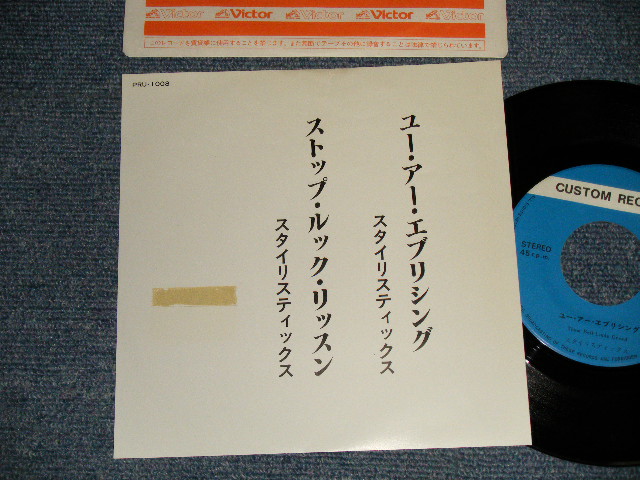 Victor Victor Victor Victor
PRU-1008
ユー・アー・エブリシング
スタイリスティックス
ストップ・ルック・リッスン
スタイリスティックス
CUSTOM REC
STEREO
45 r.p.m.
ユー・アー・エブリシング